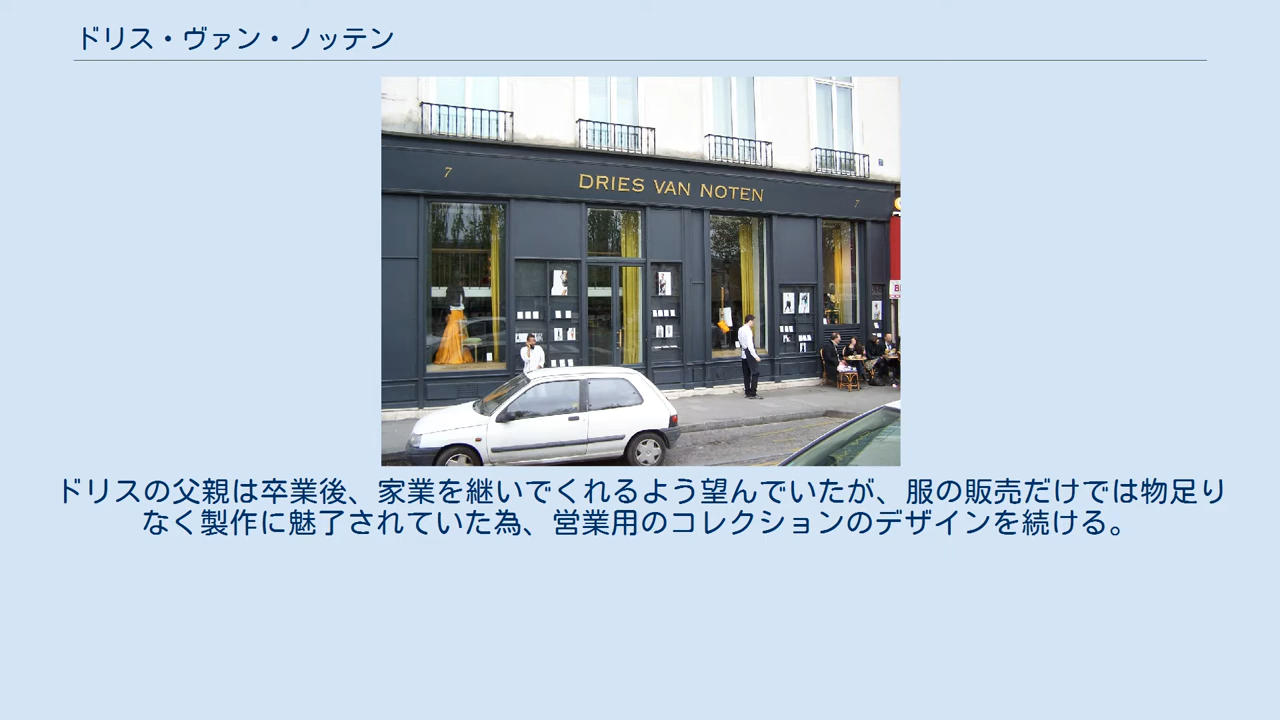 ドリス・ヴァン・ノッテン
7
DRIES VAN NOTEN
7
ドリスの父親は卒業後、家業を継いでくれるよう望んでいたが、服の販売だけでは物足り
なく製作に魅了されていた為、営業用のコレクションのデザインを続ける。